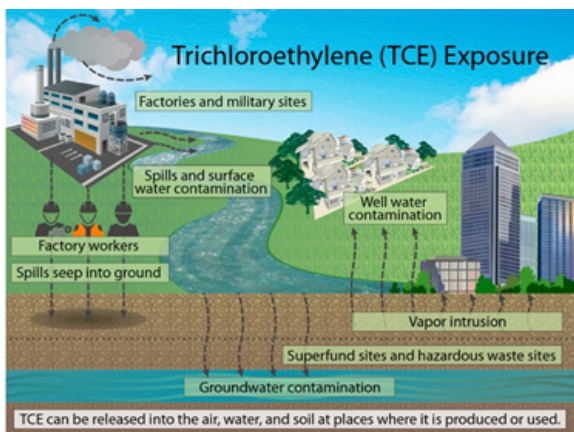 Trichloroethylene (TCE) Exposure
Factories and military sites
Spills and surface
water contamination
Well water
contamination
Factory workers
Spills seep into ground
Vapor intrusion
Superfund sites and hazardous waste sites
Groundwater contamination
TCE can be released into the air, water, and soil at places where it is produced or used.